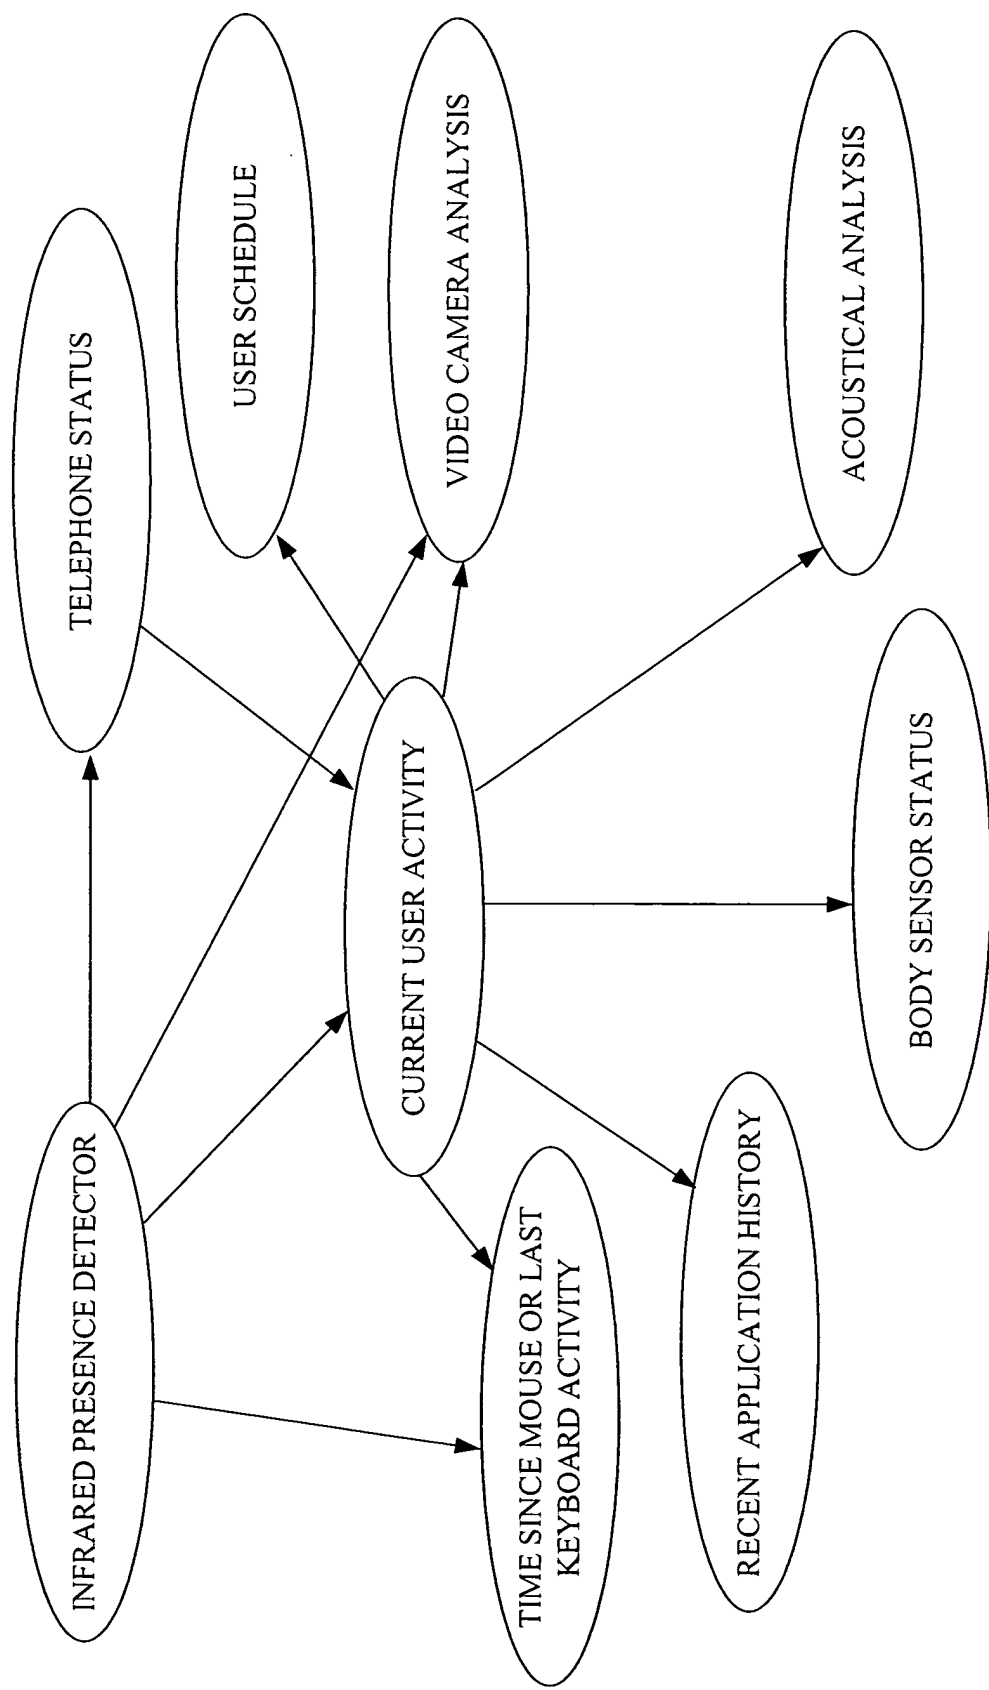 INFRARED PRESENCE DETECTOR
TELEPHONE STATUS
USER SCHEDULE
VIDEO CAMERA ANALYSIS
CURRENT USER ACTIVITY
TIME SINCE MOUSE OR LAST
KEYBOARD ACTIVITY
RECENT APPLICATION HISTORY
ACOUSTICAL ANALYSIS
BODY SENSOR STATUS